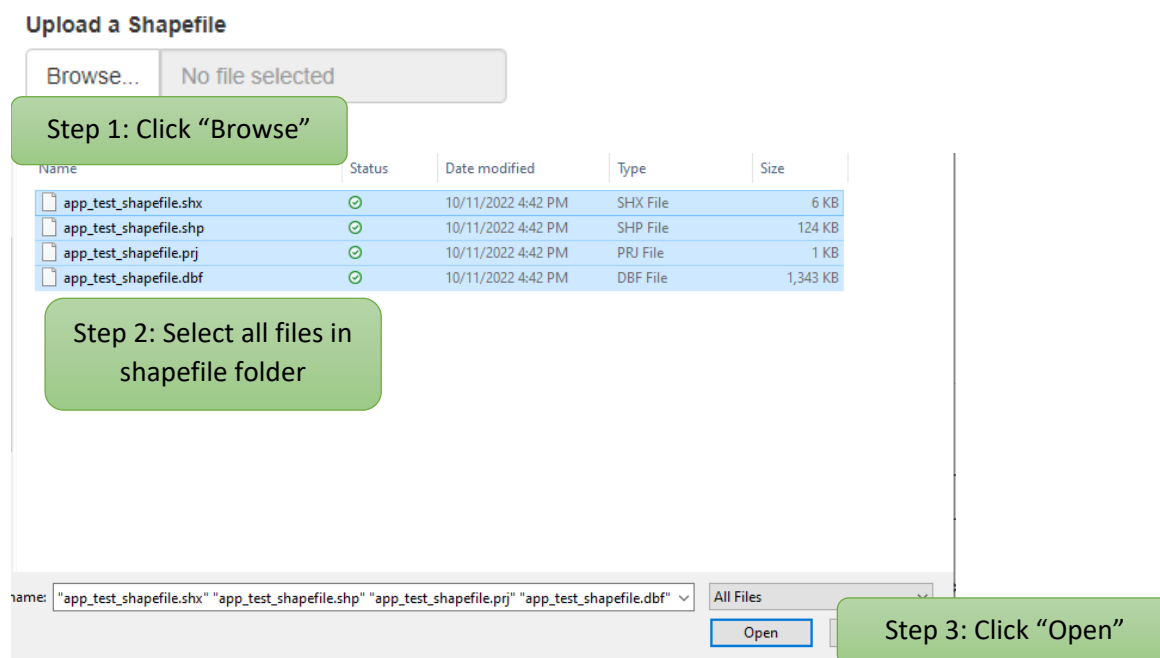 Upload a Shapefile
Browse... No file selected
Step 1: Click “Browse”
Name Status Date modified Type Size
app_test_shapefile.shx 10/11/2022 4:42 PM SHX File 6 KB
app_test_shapefile.shp 10/11/2022 4:42 PM SHP File 124 KB
app_test_shapefile.prj 10/11/2022 4:42 PM PRJ File 1 KB
app_test_shapefile.dbf 10/11/2022 4:42 PM DBF File 1,343 KB
Step 2: Select all files in
shapefile folder
name: "app_test_shapefile.shx" "app_test_shapefile.shp" "app_test_shapefile.prj" "app_test_shapefile.dbf" All Files
Open
Step 3: Click “Open”